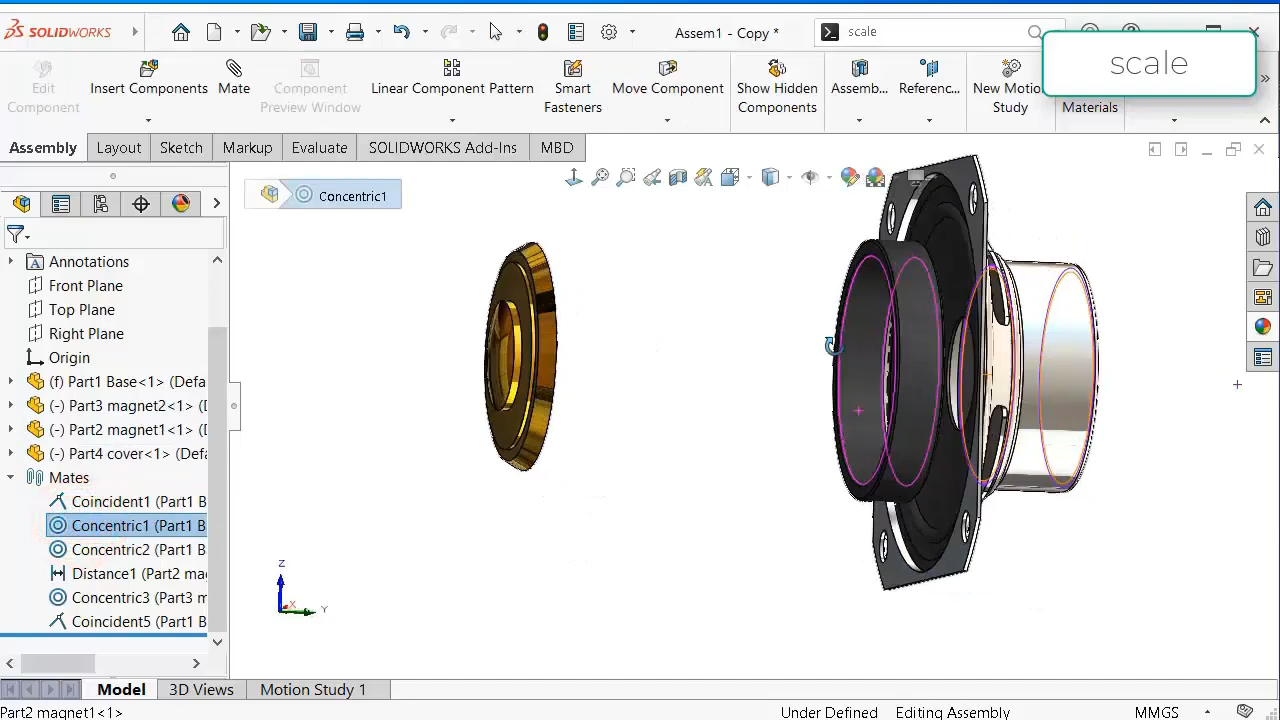 SOLIDWORKS
Assem1 - Copy *
scale
scale
Edit Component
Insert Components
Mate
Component Preview Window
Linear Component Pattern
Smart Fasteners
Move Component
Show Hidden Components
Assemb...
Referenc...
New Motion Study
Materials
Assembly
Layout
Sketch
Markup
Evaluate
SOLIDWORKS Add-Ins
MBD
Concentric1
Annotations
Front Plane
Top Plane
Right Plane
Origin
(f) Part1 Base<1> (Defa
(-) Part3 magnet2<1> (D
(-) Part2 magnet1<1> (D
(-) Part4 cover<1> (Defa
Mates
Coincident1 (Part1 B
Concentric1 (Part1 B
Concentric2 (Part1 B
Distance1 (Part2 mag
Concentric3 (Part3 m
Coincident5 (Part1 B
Z
X
Y
Model
3D Views
Motion Study 1
Part2 magnet1<1>
Under Defined
Editing Assembly
MMGS